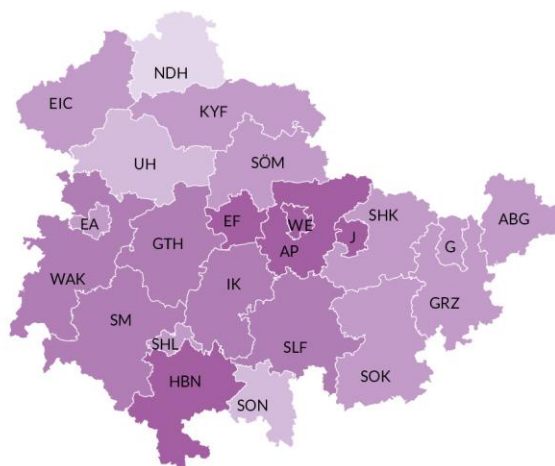 NDH
EIC
KYF
UH
SÖM
EA
EF
WE
SHK
J
G
ABG
GTH
AP
WAK
IK
GRZ
SM
SHL
SLF
SOK
HBN
SON